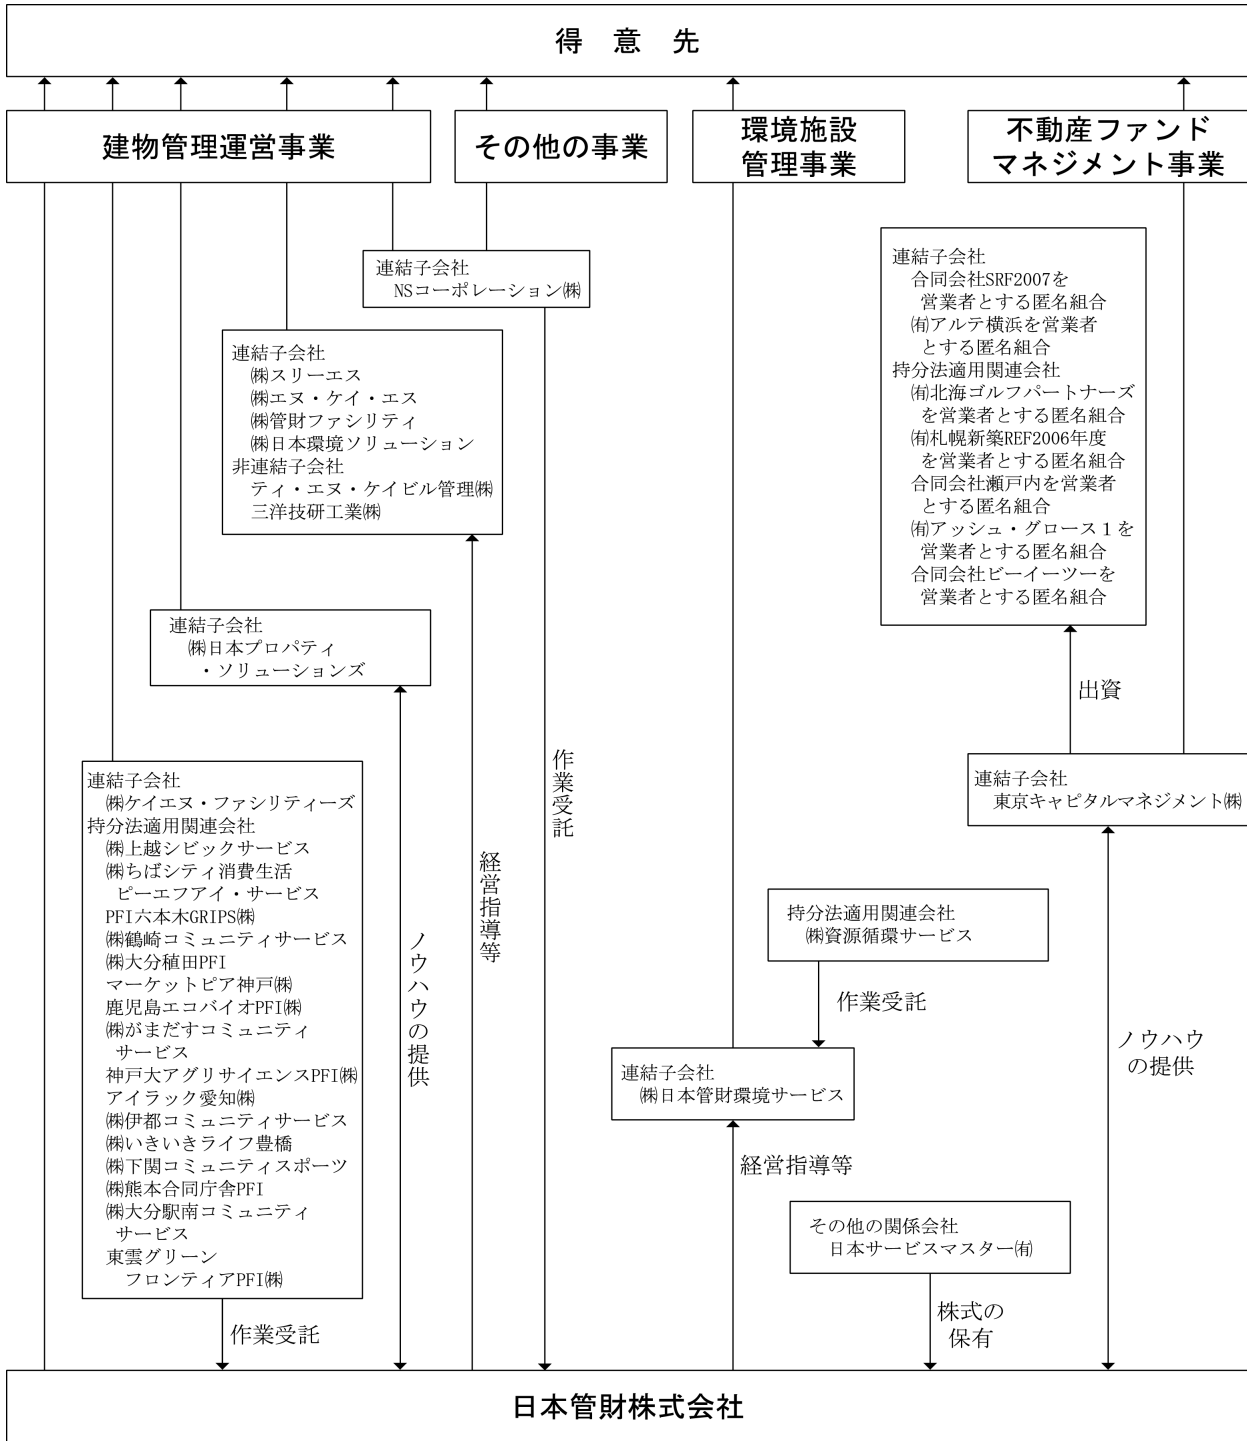 得 意 先
建物管理運営事業
その他の事業
環境施設
管理事業
不動産ファンド
マネジメント事業
連結子会社
NSコーポレーション㈱
連結子会社
㈱スリーエス
㈱エヌ・ケイ・エス
㈱管財ファシリティ
㈱日本環境ソリューション
非連結子会社
ティ・エヌ・ケイビル管理㈱
三洋技研工業㈱
連結子会社
合同会社SRF2007を
営業者とする匿名組合
㈲アルテ横浜を営業者
とする匿名組合
持分法適用関連会社
㈲北海ゴルフパートナーズ
を営業者とする匿名組合
㈲札幌新築REF2006年度
を営業者とする匿名組合
合同会社瀬戸内を営業者
とする匿名組合
㈲アッシュ・グロース1を
営業者とする匿名組合
合同会社ビーイーツーを
営業者とする匿名組合
連結子会社
㈱日本プロパティ
・ソリューションズ
出資
連結子会社
東京キャピタルマネジメント㈱
連結子会社
㈱ケイエヌ・ファシリティーズ
持分法適用関連会社
㈱上越シビックサービス
㈱ちばシティ消費生活
ピーエフアイ・サービス
PFI六本木GRIPS㈱
㈱鶴崎コミュニティサービス
㈱大分稙田PFI
マーケットピア神戸㈱
鹿児島エコバイオPFI㈱
㈱がまだすコミュニティ
サービス
神戸大アグリサイエンスPFI㈱
アイラック愛知㈱
㈱伊都コミュニティサービス
㈱いきいきライフ豊橋
㈱下関コミュニティスポーツ
㈱熊本合同庁舎PFI
㈱大分駅南コミュニティ
サービス
東雲グリーン
フロンティアPFI㈱
作業受託
ノウハウの提供
経営指導等
作業受託
持分法適用関連会社
㈱資源循環サービス
作業受託
連結子会社
㈱日本管財環境サービス
経営指導等
ノウハウ
の提供
その他の関係会社
日本サービスマスター㈲
株式の
保有
日本管財株式会社